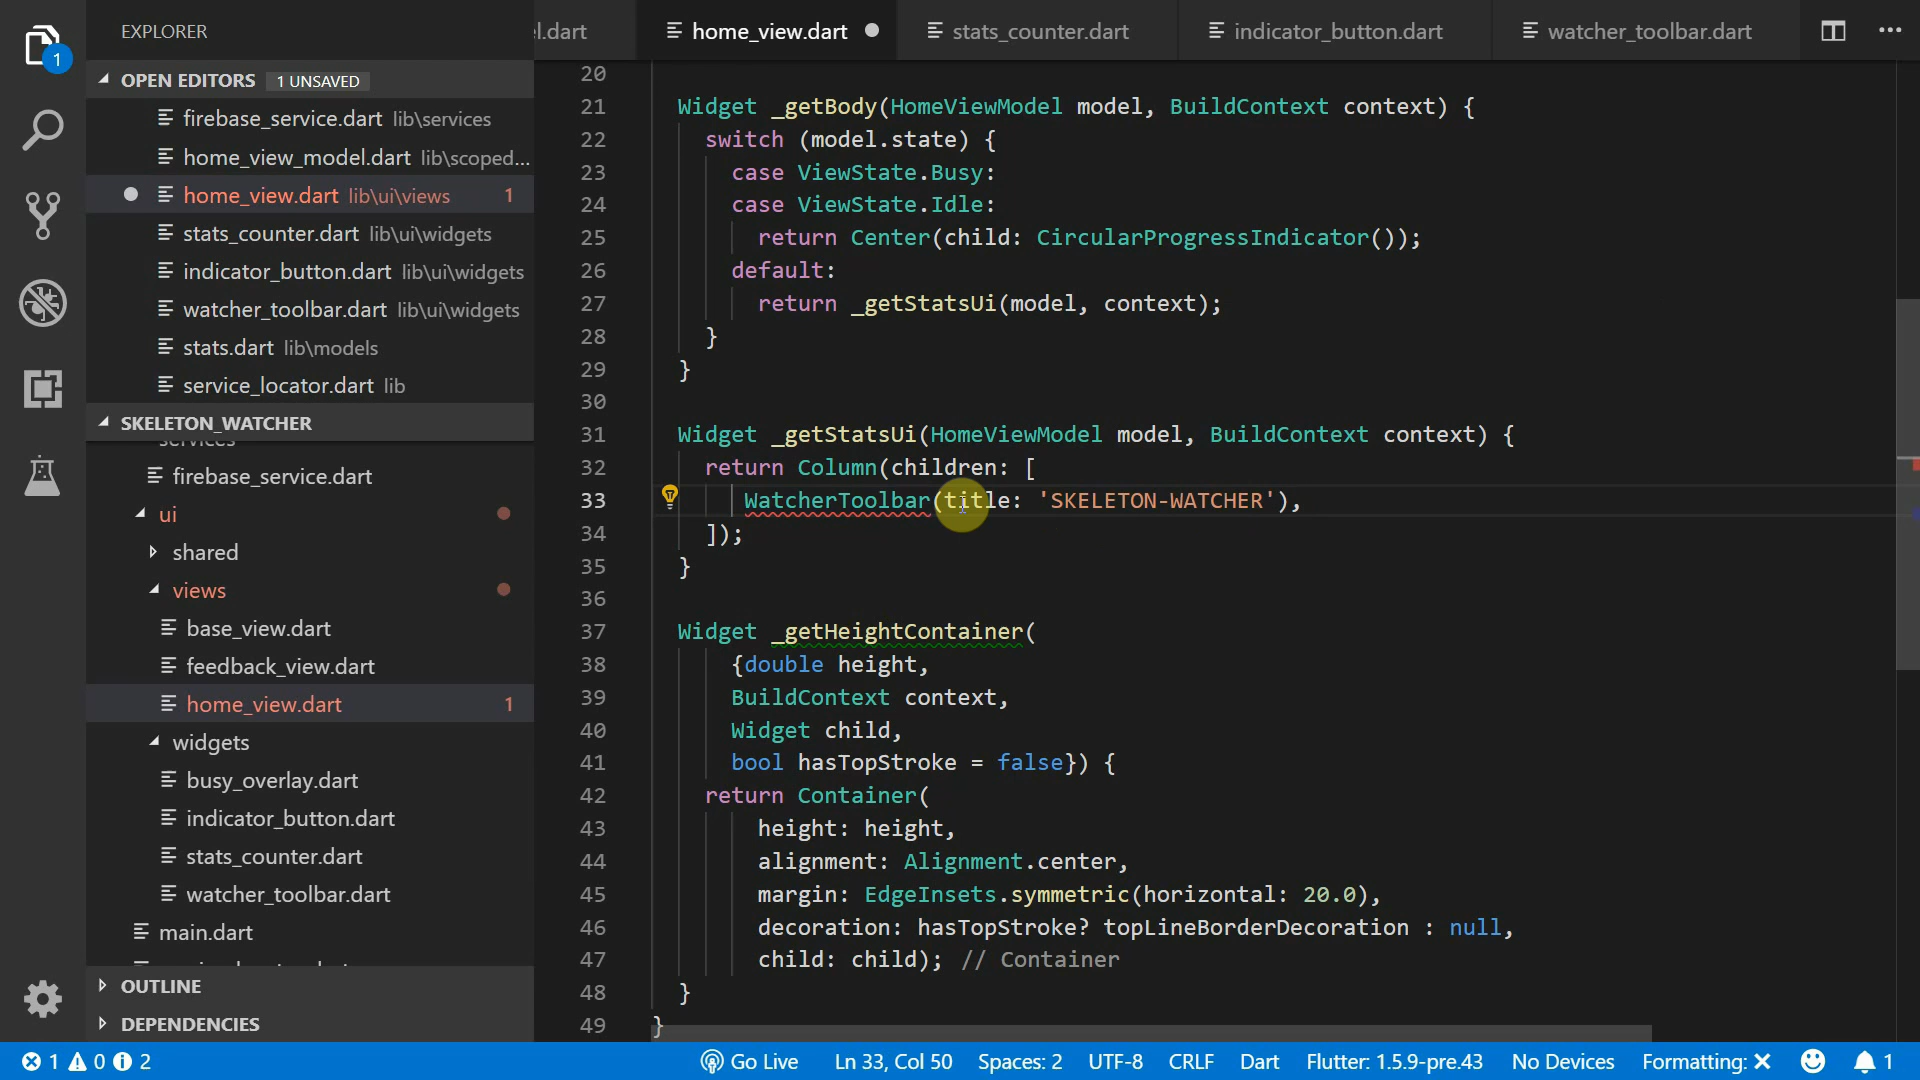 EXPLORER
l.dart
home_view.dart
stats_counter.dart
indicator_button.dart
watcher_toolbar.dart
1
OPEN EDITORS 1 UNSAVED
firebase_service.dart lib\services
home_view_model.dart lib\scoped...
home_view.dart lib\ui\views 1
stats_counter.dart lib\ui\widgets
indicator_button.dart lib\ui\widgets
watcher_toolbar.dart lib\ui\widgets
stats.dart lib\models
service_locator.dart lib
SKELETON_WATCHER
services
firebase_service.dart
ui
shared
views
base_view.dart
feedback_view.dart
home_view.dart 1
widgets
busy_overlay.dart
indicator_button.dart
stats_counter.dart
watcher_toolbar.dart
main.dart
OUTLINE
DEPENDENCIES
20
21 Widget _getBody(HomeViewModel model, BuildContext context) {
22 switch (model.state) {
23 case ViewState.Busy:
24 case ViewState.Idle:
25 return Center(child: CircularProgressIndicator());
26 default:
27 return _getStatsUi(model, context);
28 }
29 }
30
31 Widget _getStatsUi(HomeViewModel model, BuildContext context) {
32 return Column(children: [
33 WatcherToolbar(title: 'SKELETON-WATCHER'),
34 ]);
35 }
36
37 Widget _getHeightContainer(
38 {double height,
39 BuildContext context,
40 Widget child,
41 bool hasTopStroke = false}) {
42 return Container(
43 height: height,
44 alignment: Alignment.center,
45 margin: EdgeInsets.symmetric(horizontal: 20.0),
46 decoration: hasTopStroke? topLineBorderDecoration : null,
47 child: child); // Container
48 }
49 }
1 0 2 Go Live Ln 33, Col 50 Spaces: 2 UTF-8 CRLF Dart Flutter: 1.5.9-pre.43 No Devices Formatting: 1